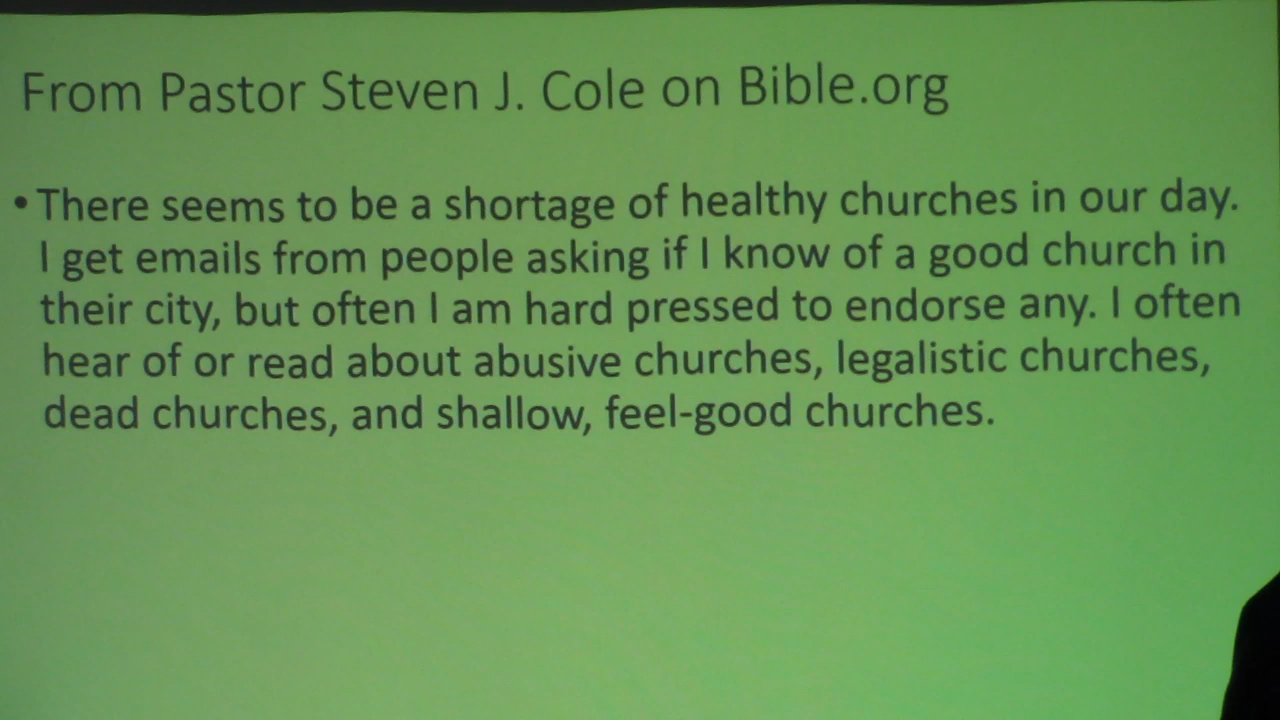 From Pastor Steven J. Cole on Bible.org
• There seems to be a shortage of healthy churches in our day.
I get emails from people asking if I know of a good church in
their city, but often I am hard pressed to endorse any. I often
hear of or read about abusive churches, legalistic churches,
dead churches, and shallow, feel-good churches.